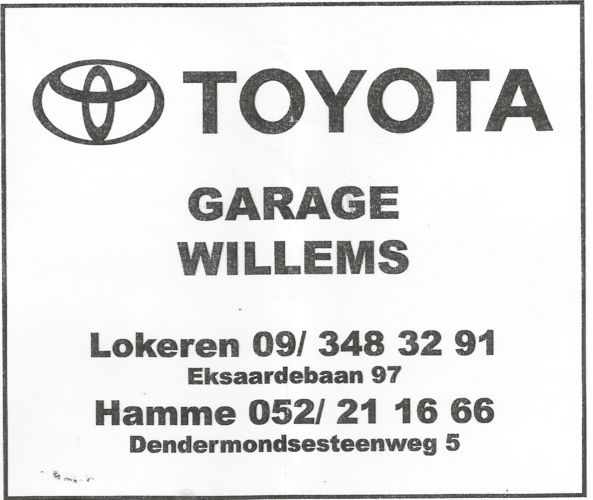 TOYOTA
GARAGE
WILLEMS
Lokeren 09/ 348 32 91
Eksaardebaan 97
Hamme 052/ 21 16 66
Dendermondsesteenweg 5